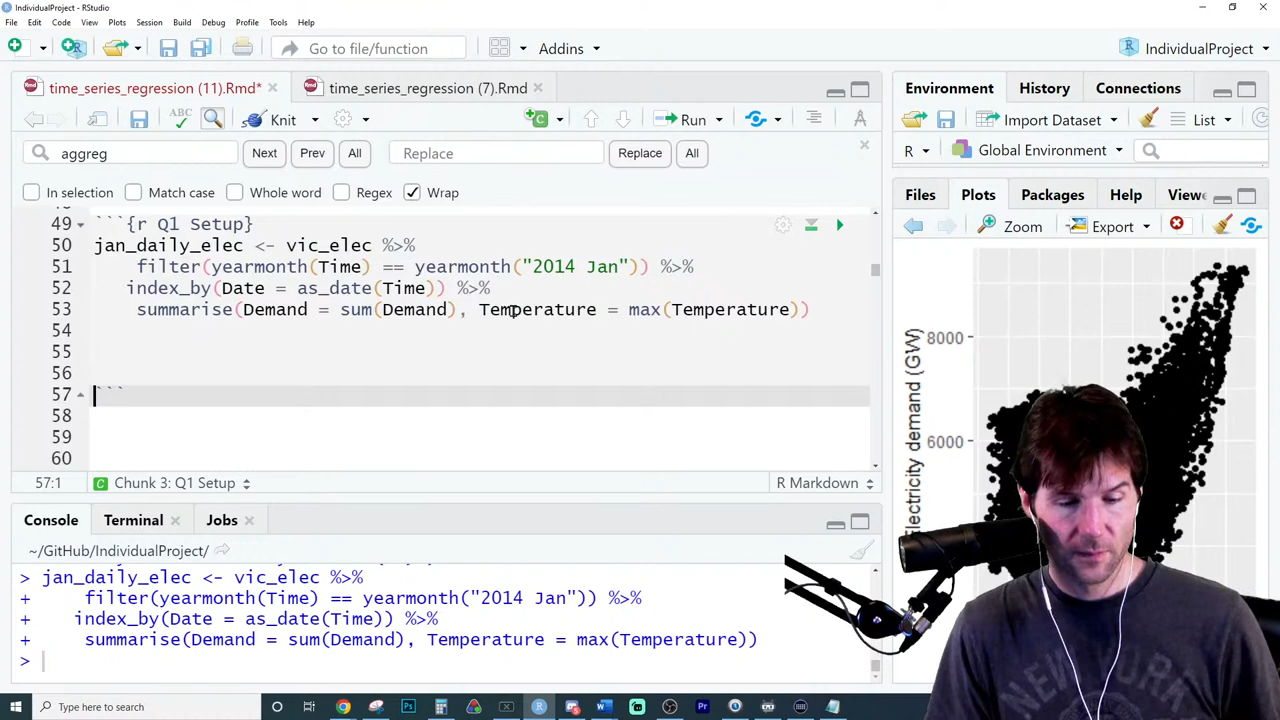 IndividualProject - RStudio
File Edit Code View Plots Session Build Debug Profile Tools Help
Go to file/function Addins IndividualProject
time_series_regression (11).Rmd* time_series_regression (7).Rmd
ABC Knit Run
aggreg Next Prev All Replace Replace All
In selection Match case Whole word Regex Wrap
49 ```{r Q1 Setup}
50 jan_daily_elec <- vic_elec %>%
51 filter(yearmonth(Time) == yearmonth("2014 Jan")) %>%
52 index_by(Date = as_date(Time)) %>%
53 summarise(Demand = sum(Demand), Temperature = max(Temperature))
54
55
56
57 ```
58
59
60
57:1 Chunk 3: Q1 Setup R Markdown
Console Terminal Jobs
~/GitHub/IndividualProject/
> jan_daily_elec <- vic_elec %>%
+ filter(yearmonth(Time) == yearmonth("2014 Jan")) %>%
+ index_by(Date = as_date(Time)) %>%
+ summarise(Demand = sum(Demand), Temperature = max(Temperature))
>
Environment History Connections
Import Dataset List
R Global Environment
Files Plots Packages Help
Zoom Export
8000
6000
electricity demand (GW)
NEW YORK
Type here to search